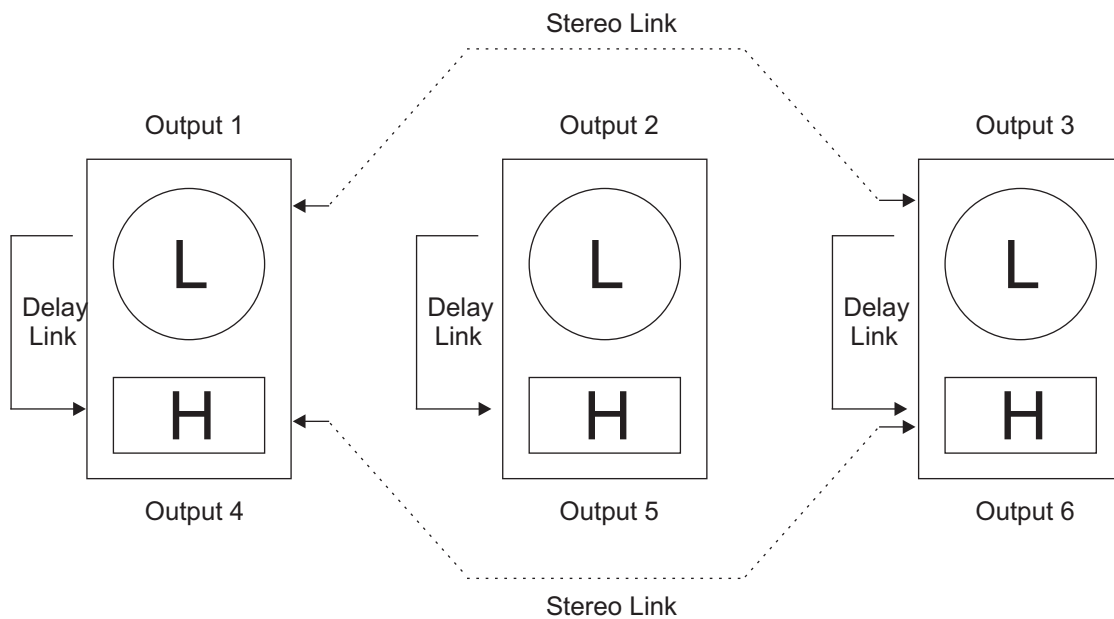 Stereo Link
Output 1
Output 2
Output 3
L
L
L
Delay
Link
Delay
Link
Delay
Link
H
H
H
Output 4
Output 5
Output 6
Stereo Link